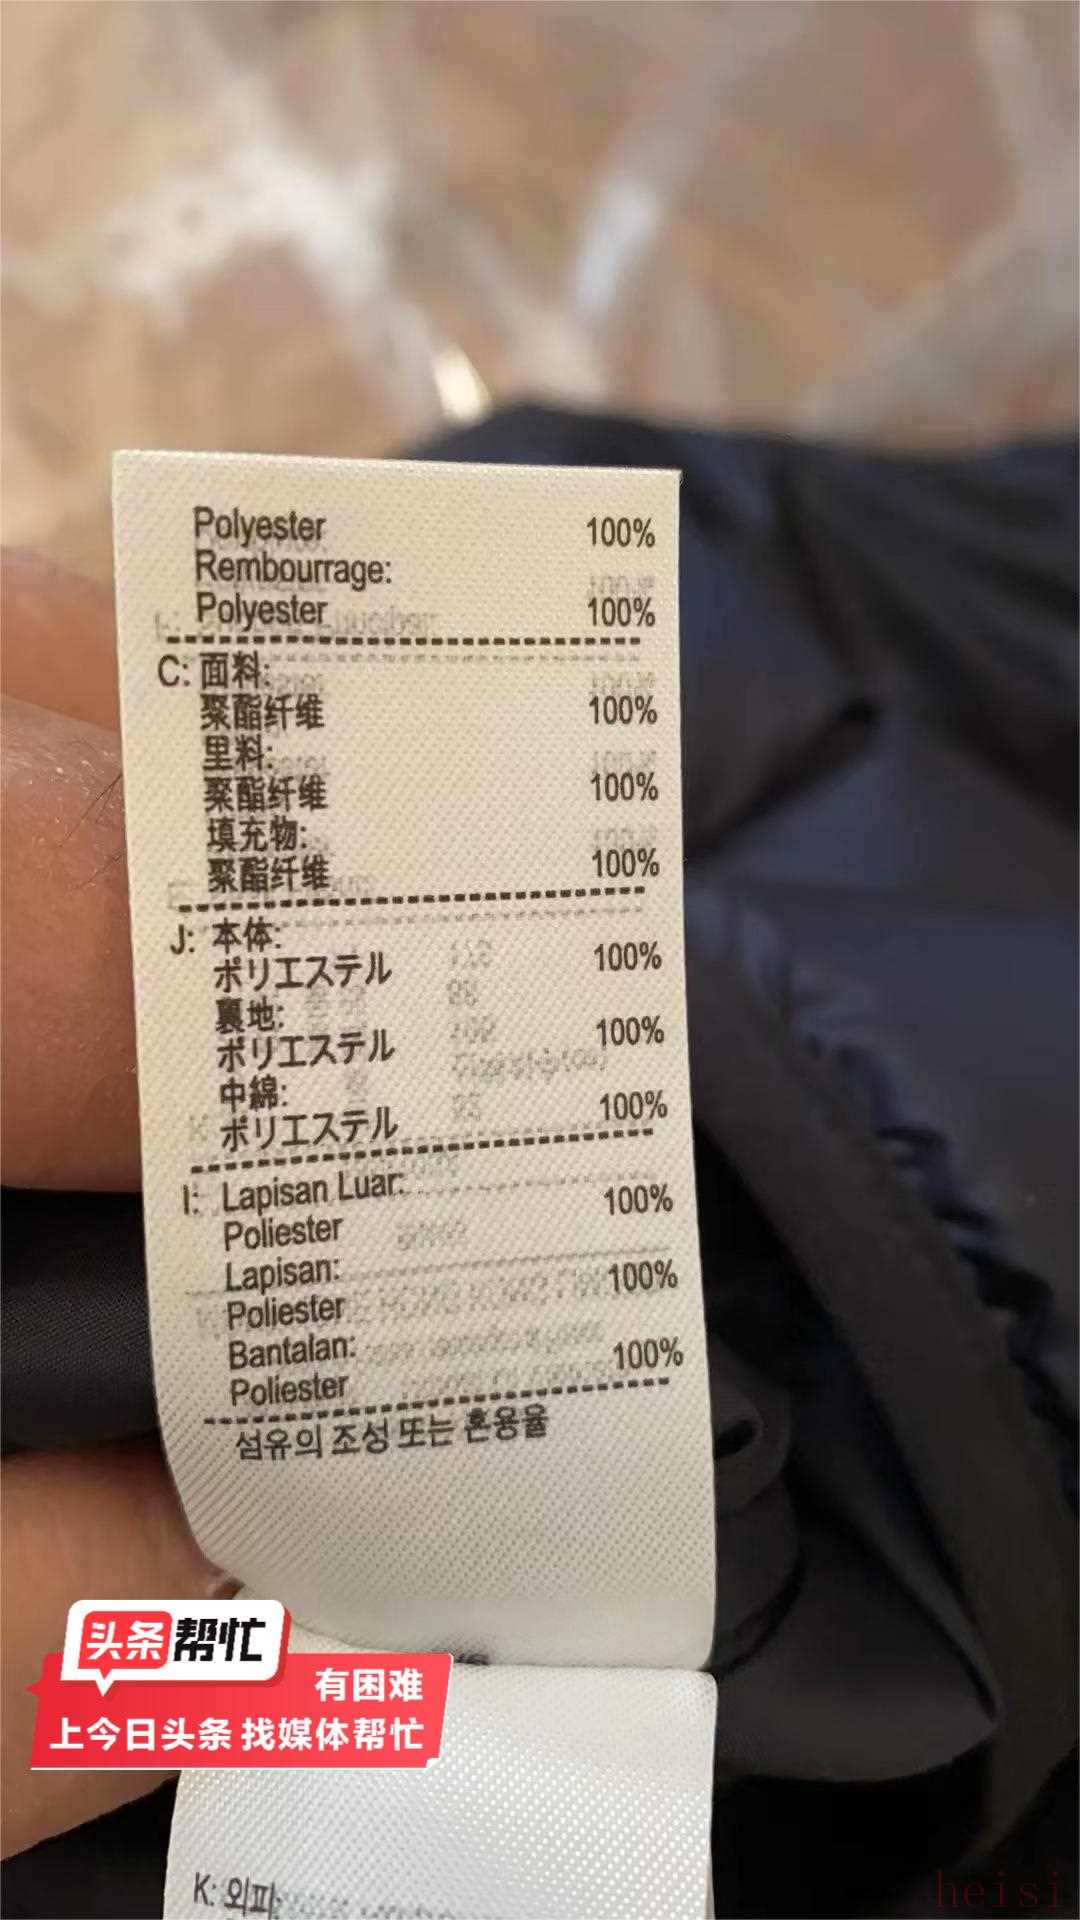 Polyester 100%
Rembourrage:
Polyester 100%
C: 面料:
聚酯纤维 100%
里料:
聚酯纤维 100%
填充物:
聚酯纤维 100%
J: 本体:
ポリエステル 100%
裏地:
ポリエステル 100%
中綿:
ポリエステル 100%
I: Lapisan Luar:
Poliester 100%
Lapisan:
Poliester 100%
Bantalan:
Poliester 100%
섬유의 조성 또는 혼용율
K: 외피:
头条帮忙
有困难
上今日头条 找媒体帮忙
heisi